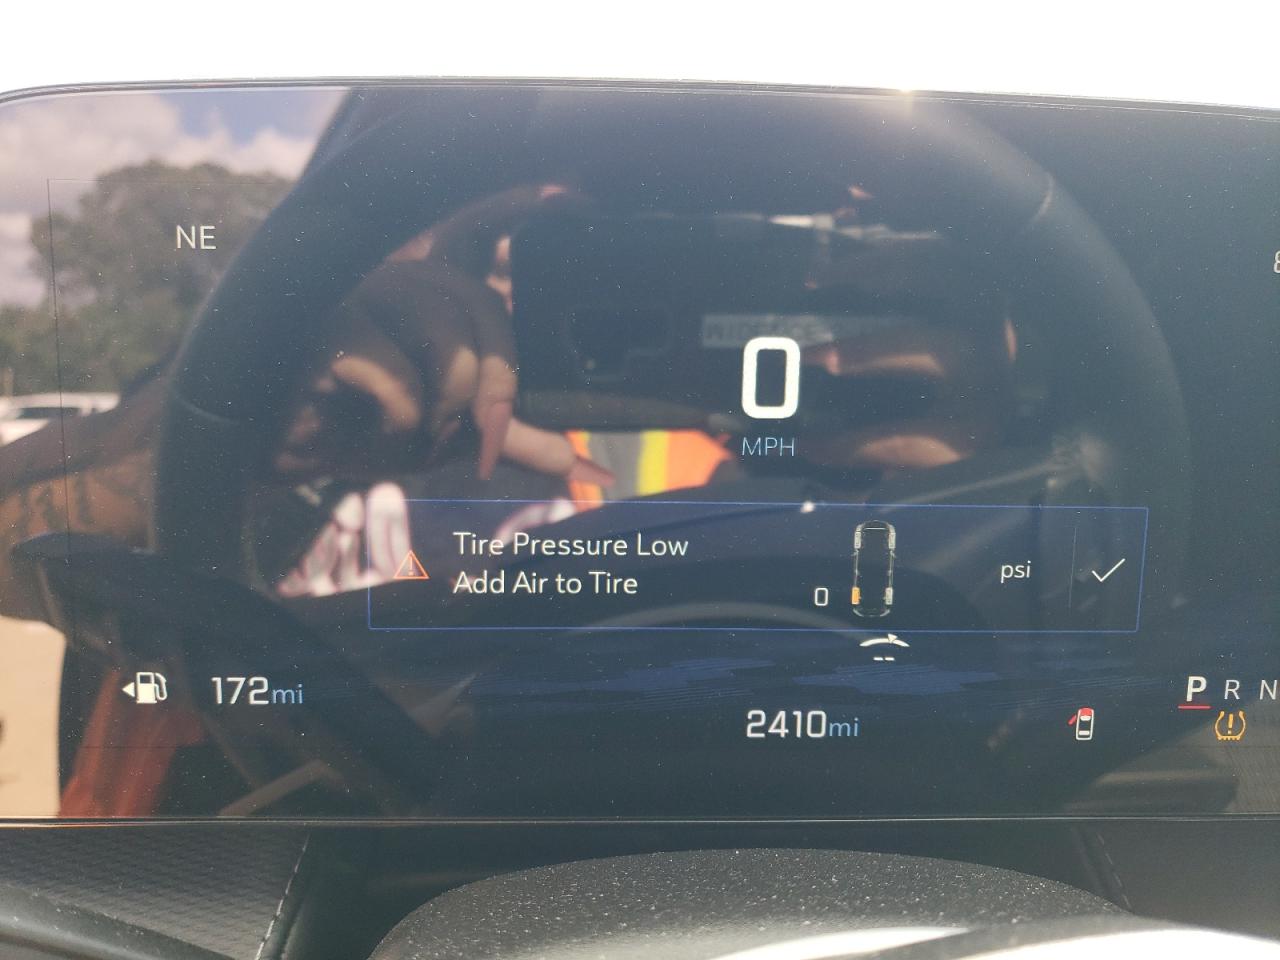 NE
0
MPH
Tire Pressure Low
Add Air to Tire
0
psi
172mi
2410mi
P R N